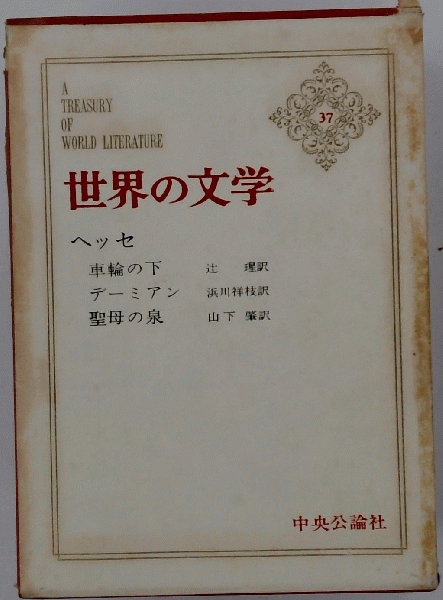 A
TREASURY
OF
WORLD LITERATURE
37
世界の文学
ヘッセ
車輪の下 辻 瑆訳
デーミアン 浜川祥枝訳
聖母の泉 山下 肇訳
中央公論社